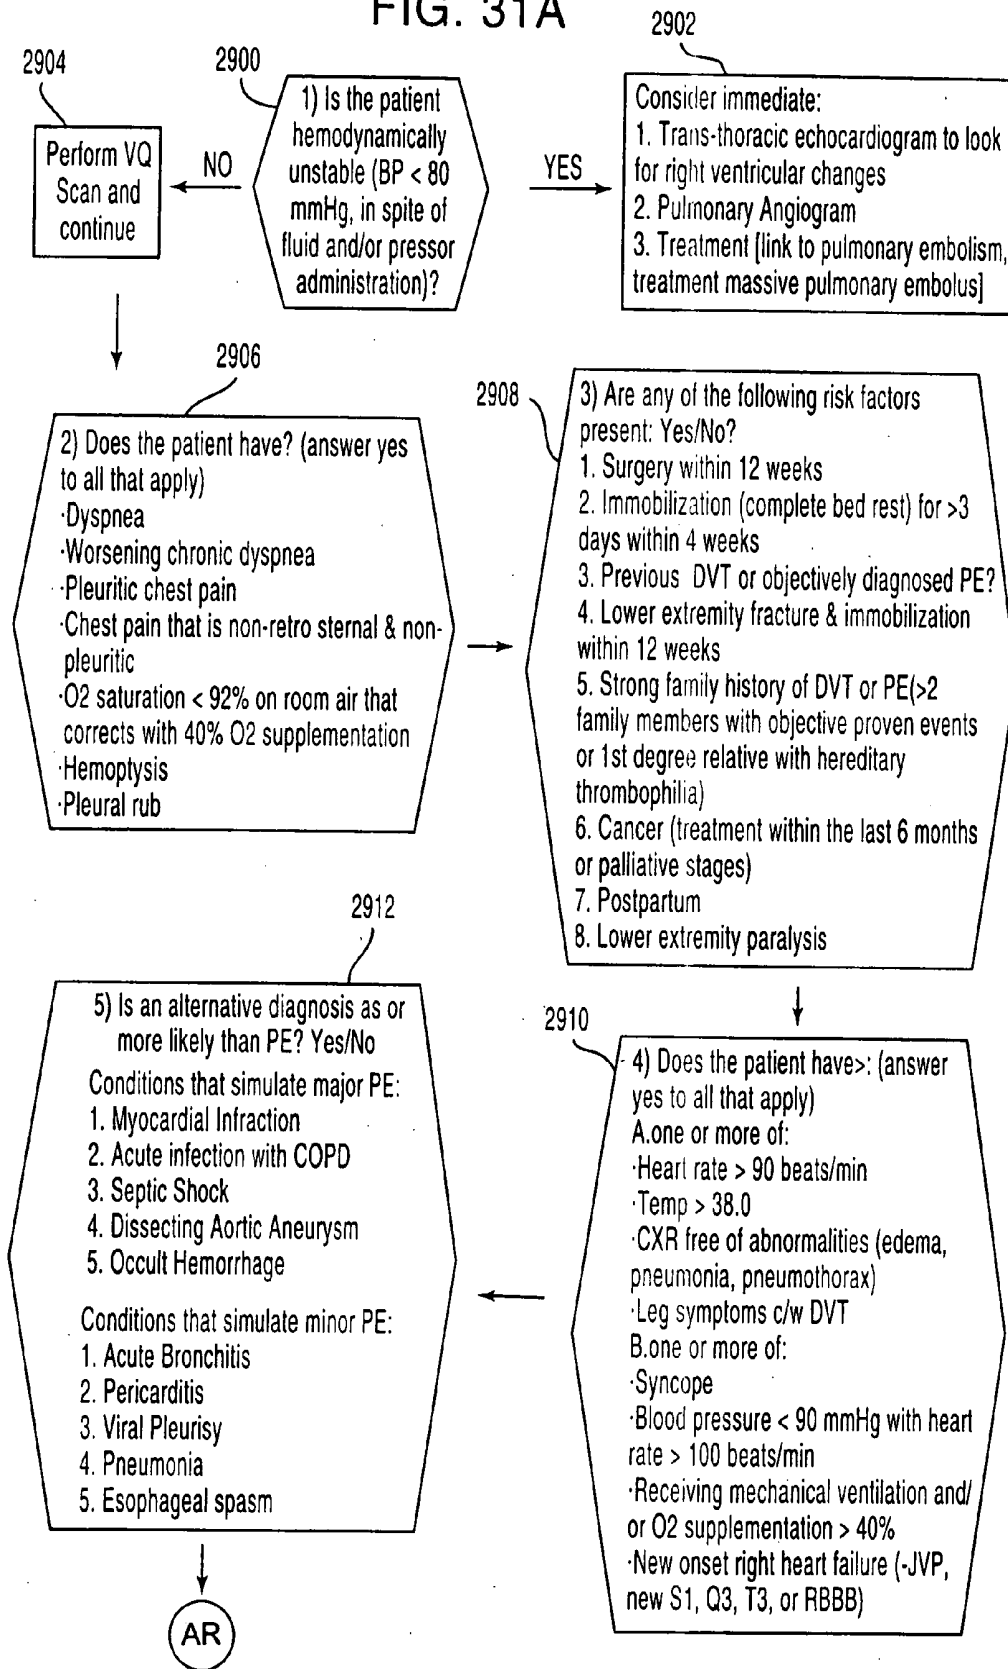 FIG. 31A
2904
2900
2902
Perform VQ
Scan and
continue
NO
1) Is the patient
hemodynamically
unstable (BP < 80
mmHg, in spite of
fluid and/or pressor
administration)?
YES
Consider immediate:
1. Trans-thoracic echocardiogram to look
for right ventricular changes
2. Pulmonary Angiogram
3. Treatment [link to pulmonary embolism,
treatment massive pulmonary embolus]
2906
2) Does the patient have? (answer yes
to all that apply)
·Dyspnea
·Worsening chronic dyspnea
·Pleuritic chest pain
·Chest pain that is non-retro sternal & non-
pleuritic
·O2 saturation < 92% on room air that
corrects with 40% O2 supplementation
·Hemoptysis
·Pleural rub
2908
3) Are any of the following risk factors
present: Yes/No?
1. Surgery within 12 weeks
2. Immobilization (complete bed rest) for >3
days within 4 weeks
3. Previous DVT or objectively diagnosed PE?
4. Lower extremity fracture & immobilization
within 12 weeks
5. Strong family history of DVT or PE(>2
family members with objective proven events
or 1st degree relative with hereditary
thrombophilia)
6. Cancer (treatment within the last 6 months
or palliative stages)
7. Postpartum
8. Lower extremity paralysis
2910
4) Does the patient have>: (answer
yes to all that apply)
A.one or more of:
·Heart rate > 90 beats/min
·Temp > 38.0
·CXR free of abnormalities (edema,
pneumonia, pneumothorax)
·Leg symptoms c/w DVT
B.one or more of:
·Syncope
·Blood pressure < 90 mmHg with heart
rate > 100 beats/min
·Receiving mechanical ventilation and/
or O2 supplementation > 40%
·New onset right heart failure (-JVP,
new S1, Q3, T3, or RBBB)
2912
5) Is an alternative diagnosis as or
more likely than PE? Yes/No
Conditions that simulate major PE:
1. Myocardial Infraction
2. Acute infection with COPD
3. Septic Shock
4. Dissecting Aortic Aneurysm
5. Occult Hemorrhage
Conditions that simulate minor PE:
1. Acute Bronchitis
2. Pericarditis
3. Viral Pleurisy
4. Pneumonia
5. Esophageal spasm
AR